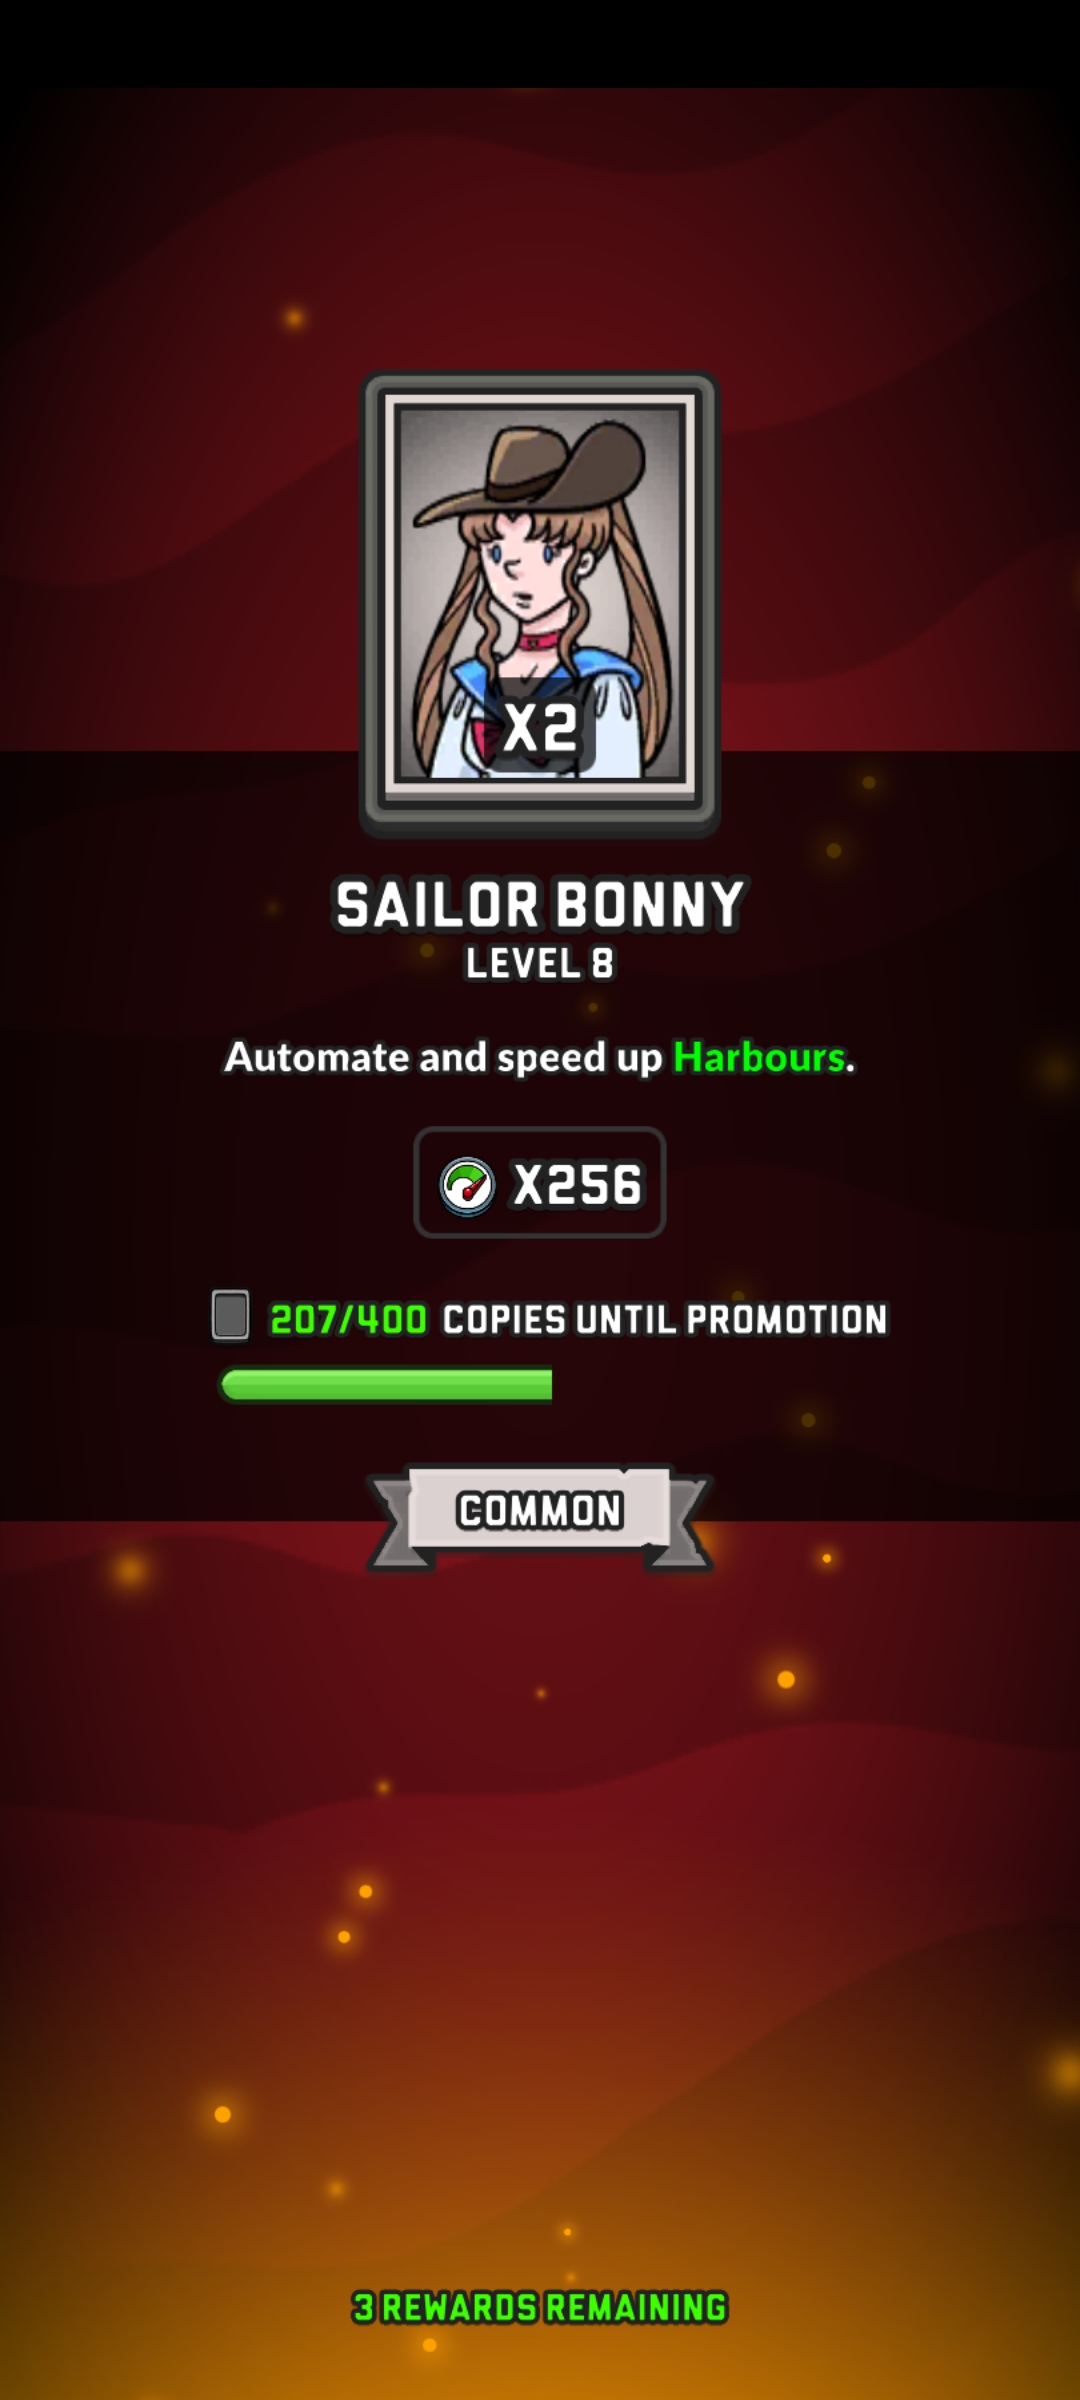 X2
SAILOR BONNY
LEVEL 8
Automate and speed up Harbours.
X256
207/400 COPIES UNTIL PROMOTION
COMMON
3 REWARDS REMAINING